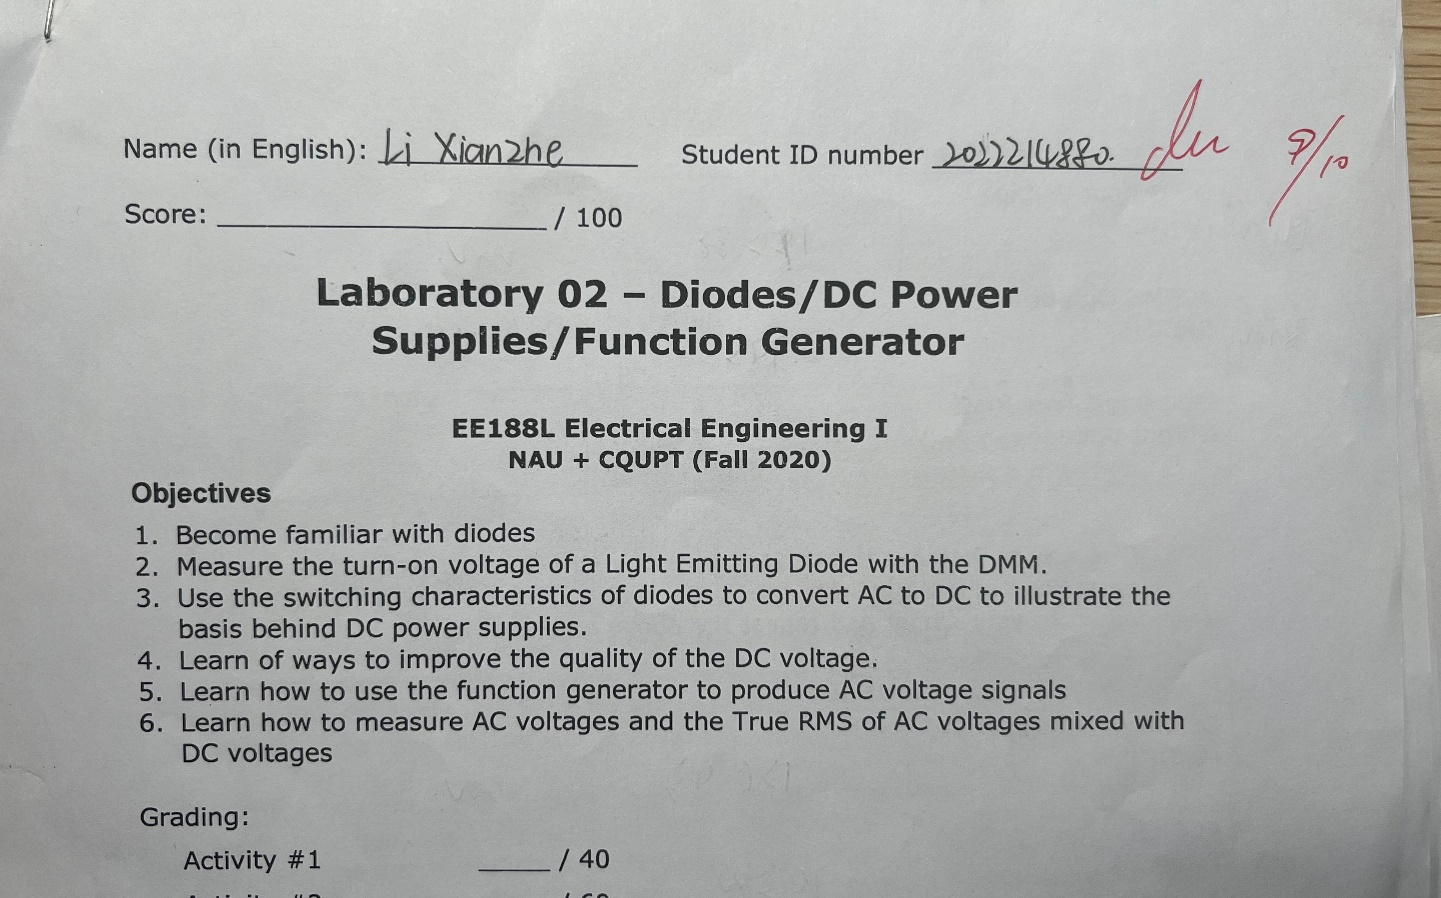 Name (in English): Li Xianzhe Student ID number 2022214880.
Score: / 100
Laboratory 02 – Diodes/DC Power
Supplies/Function Generator
EE188L Electrical Engineering I
NAU + CQUPT (Fall 2020)
Objectives
1. Become familiar with diodes
2. Measure the turn-on voltage of a Light Emitting Diode with the DMM.
3. Use the switching characteristics of diodes to convert AC to DC to illustrate the
basis behind DC power supplies.
4. Learn of ways to improve the quality of the DC voltage.
5. Learn how to use the function generator to produce AC voltage signals
6. Learn how to measure AC voltages and the True RMS of AC voltages mixed with
DC voltages
Grading:
Activity #1 / 40